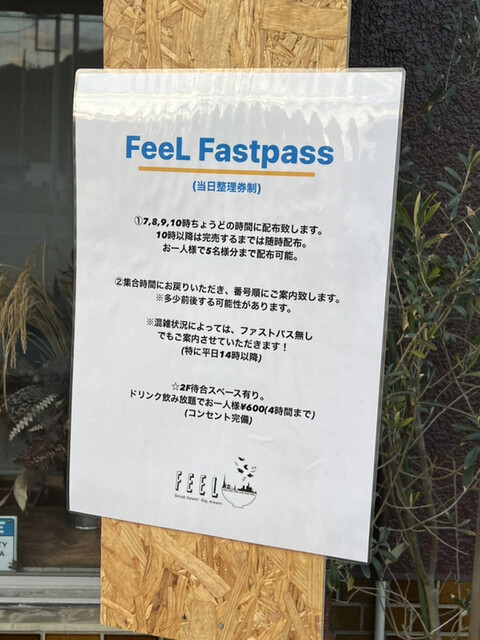 FeeL Fastpass
(当日整理券制)
①7,8,9,10時ちょうどの時間に配布致します。
10時以降は完売するまでは随時配布。
お一人様で5名様分まで配布可能。
②集合時間にお戻りいただき、番号順にご案内致します。
※多少前後する可能性があります。
※混雑状況によっては、ファストパス無し
でもご案内させていただきます！
(特に平日14時以降)
☆2F待合スペース有り。
ドリンク飲み放題でお一人様¥600(4時間まで)
(コンセント完備)
FEEL
Small bowls! Big dream